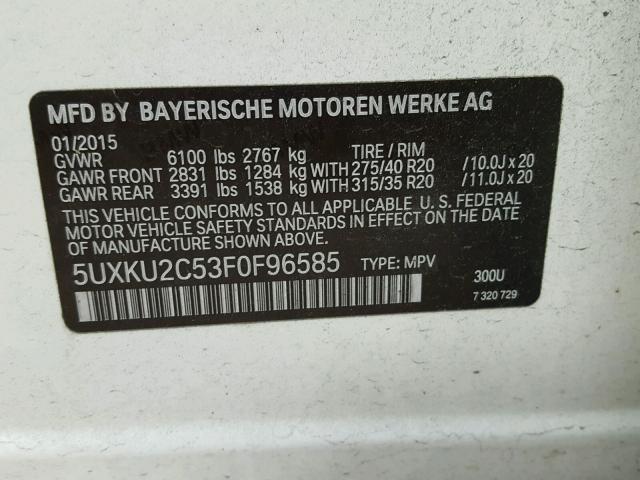 MFD BY BAYERISCHE MOTOREN WERKE AG
01/2015
GVWR 6100 lbs 2767 kg TIRE / RIM
GAWR FRONT 2831 lbs 1284 kg WITH 275/40 R20 /10.0J x 20
GAWR REAR 3391 lbs 1538 kg WITH 315/35 R20 /11.0J x 20
THIS VEHICLE CONFORMS TO ALL APPLICABLE U. S. FEDERAL
MOTOR VEHICLE SAFETY STANDARDS IN EFFECT ON THE
DATE OF MANUFACTURE SHOWN ABOVE.
5UXKU2C53F0F96585 TYPE: MPV 300U
7 320 729